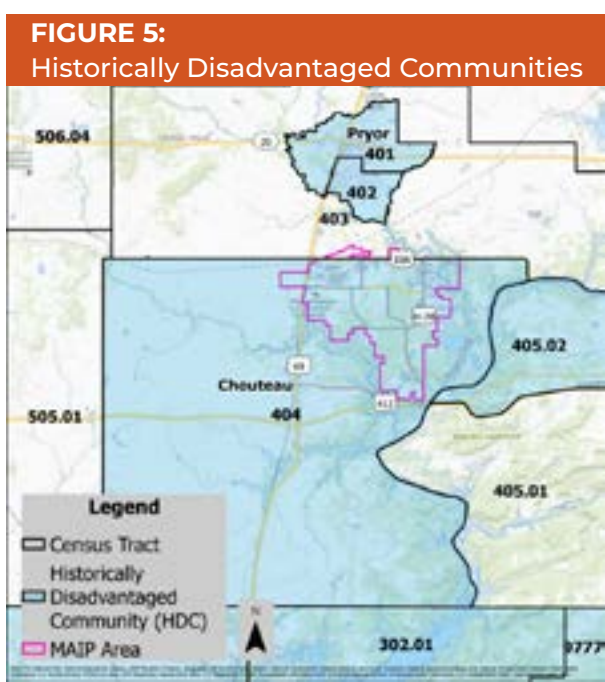 FIGURE 5:
Historically Disadvantaged Communities
506.04
20
Pryor
401
402
403
405.02
69
Chouteau
412
404
505.01
405.01
Legend
Census Tract
Historically
Disadvantaged
Community (HDC)
MAIP Area
N
302.01
9777